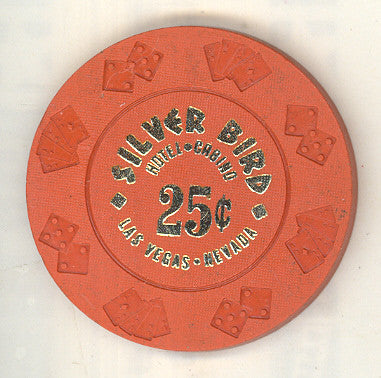 SILVER BIRD
HOTEL • CASINO
25¢
LAS VEGAS • NEVADA